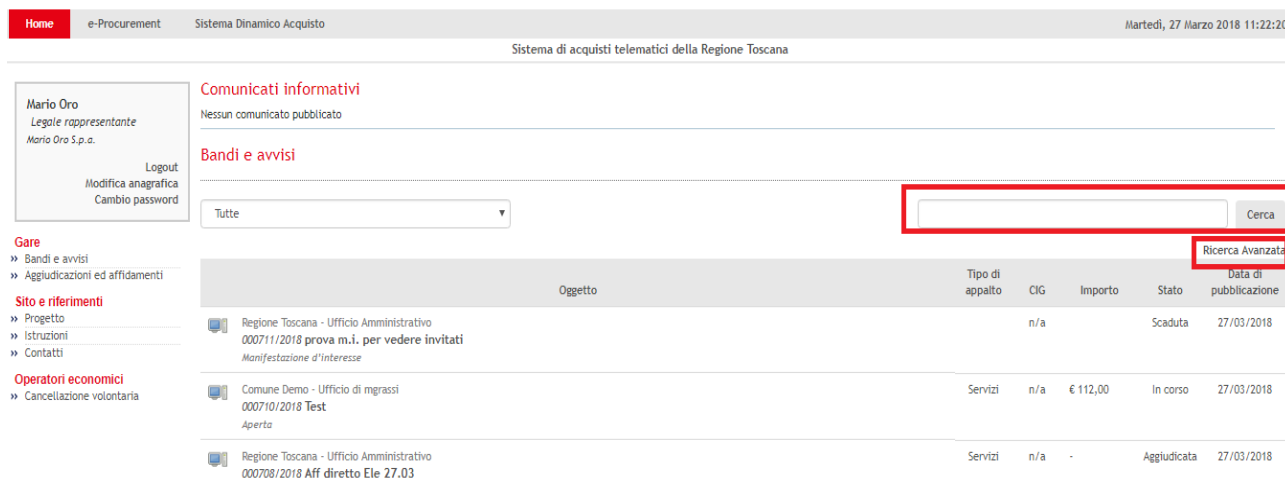 Home e-Procurement Sistema Dinamico Acquisto Martedì, 27 Marzo 2018 11:22:20
Sistema di acquisti telematici della Regione Toscana
Mario Oro
Legale rappresentante
Mario Oro S.p.a.
Logout
Modifica anagrafica
Cambio password
Gare
» Bandi e avvisi
» Aggiudicazioni ed affidamenti
Sito e riferimenti
» Progetto
» Istruzioni
» Contatti
Operatori economici
» Cancellazione volontaria
Comunicati informativi
Nessun comunicato pubblicato
Bandi e avvisi
Tutte Cerca
Ricerca Avanzata
Oggetto Tipo di appalto CIG Importo Stato Data di pubblicazione
Regione Toscana - Ufficio Amministrativo n/a Scaduta 27/03/2018
000711/2018 prova m.i. per vedere invitati
Manifestazione d'interesse
Comune Demo - Ufficio di mgrassi Servizi n/a € 112,00 In corso 27/03/2018
000710/2018 Test
Aperta
Regione Toscana - Ufficio Amministrativo Servizi n/a - Aggiudicata 27/03/2018
000708/2018 Aff diretto Ele 27.03